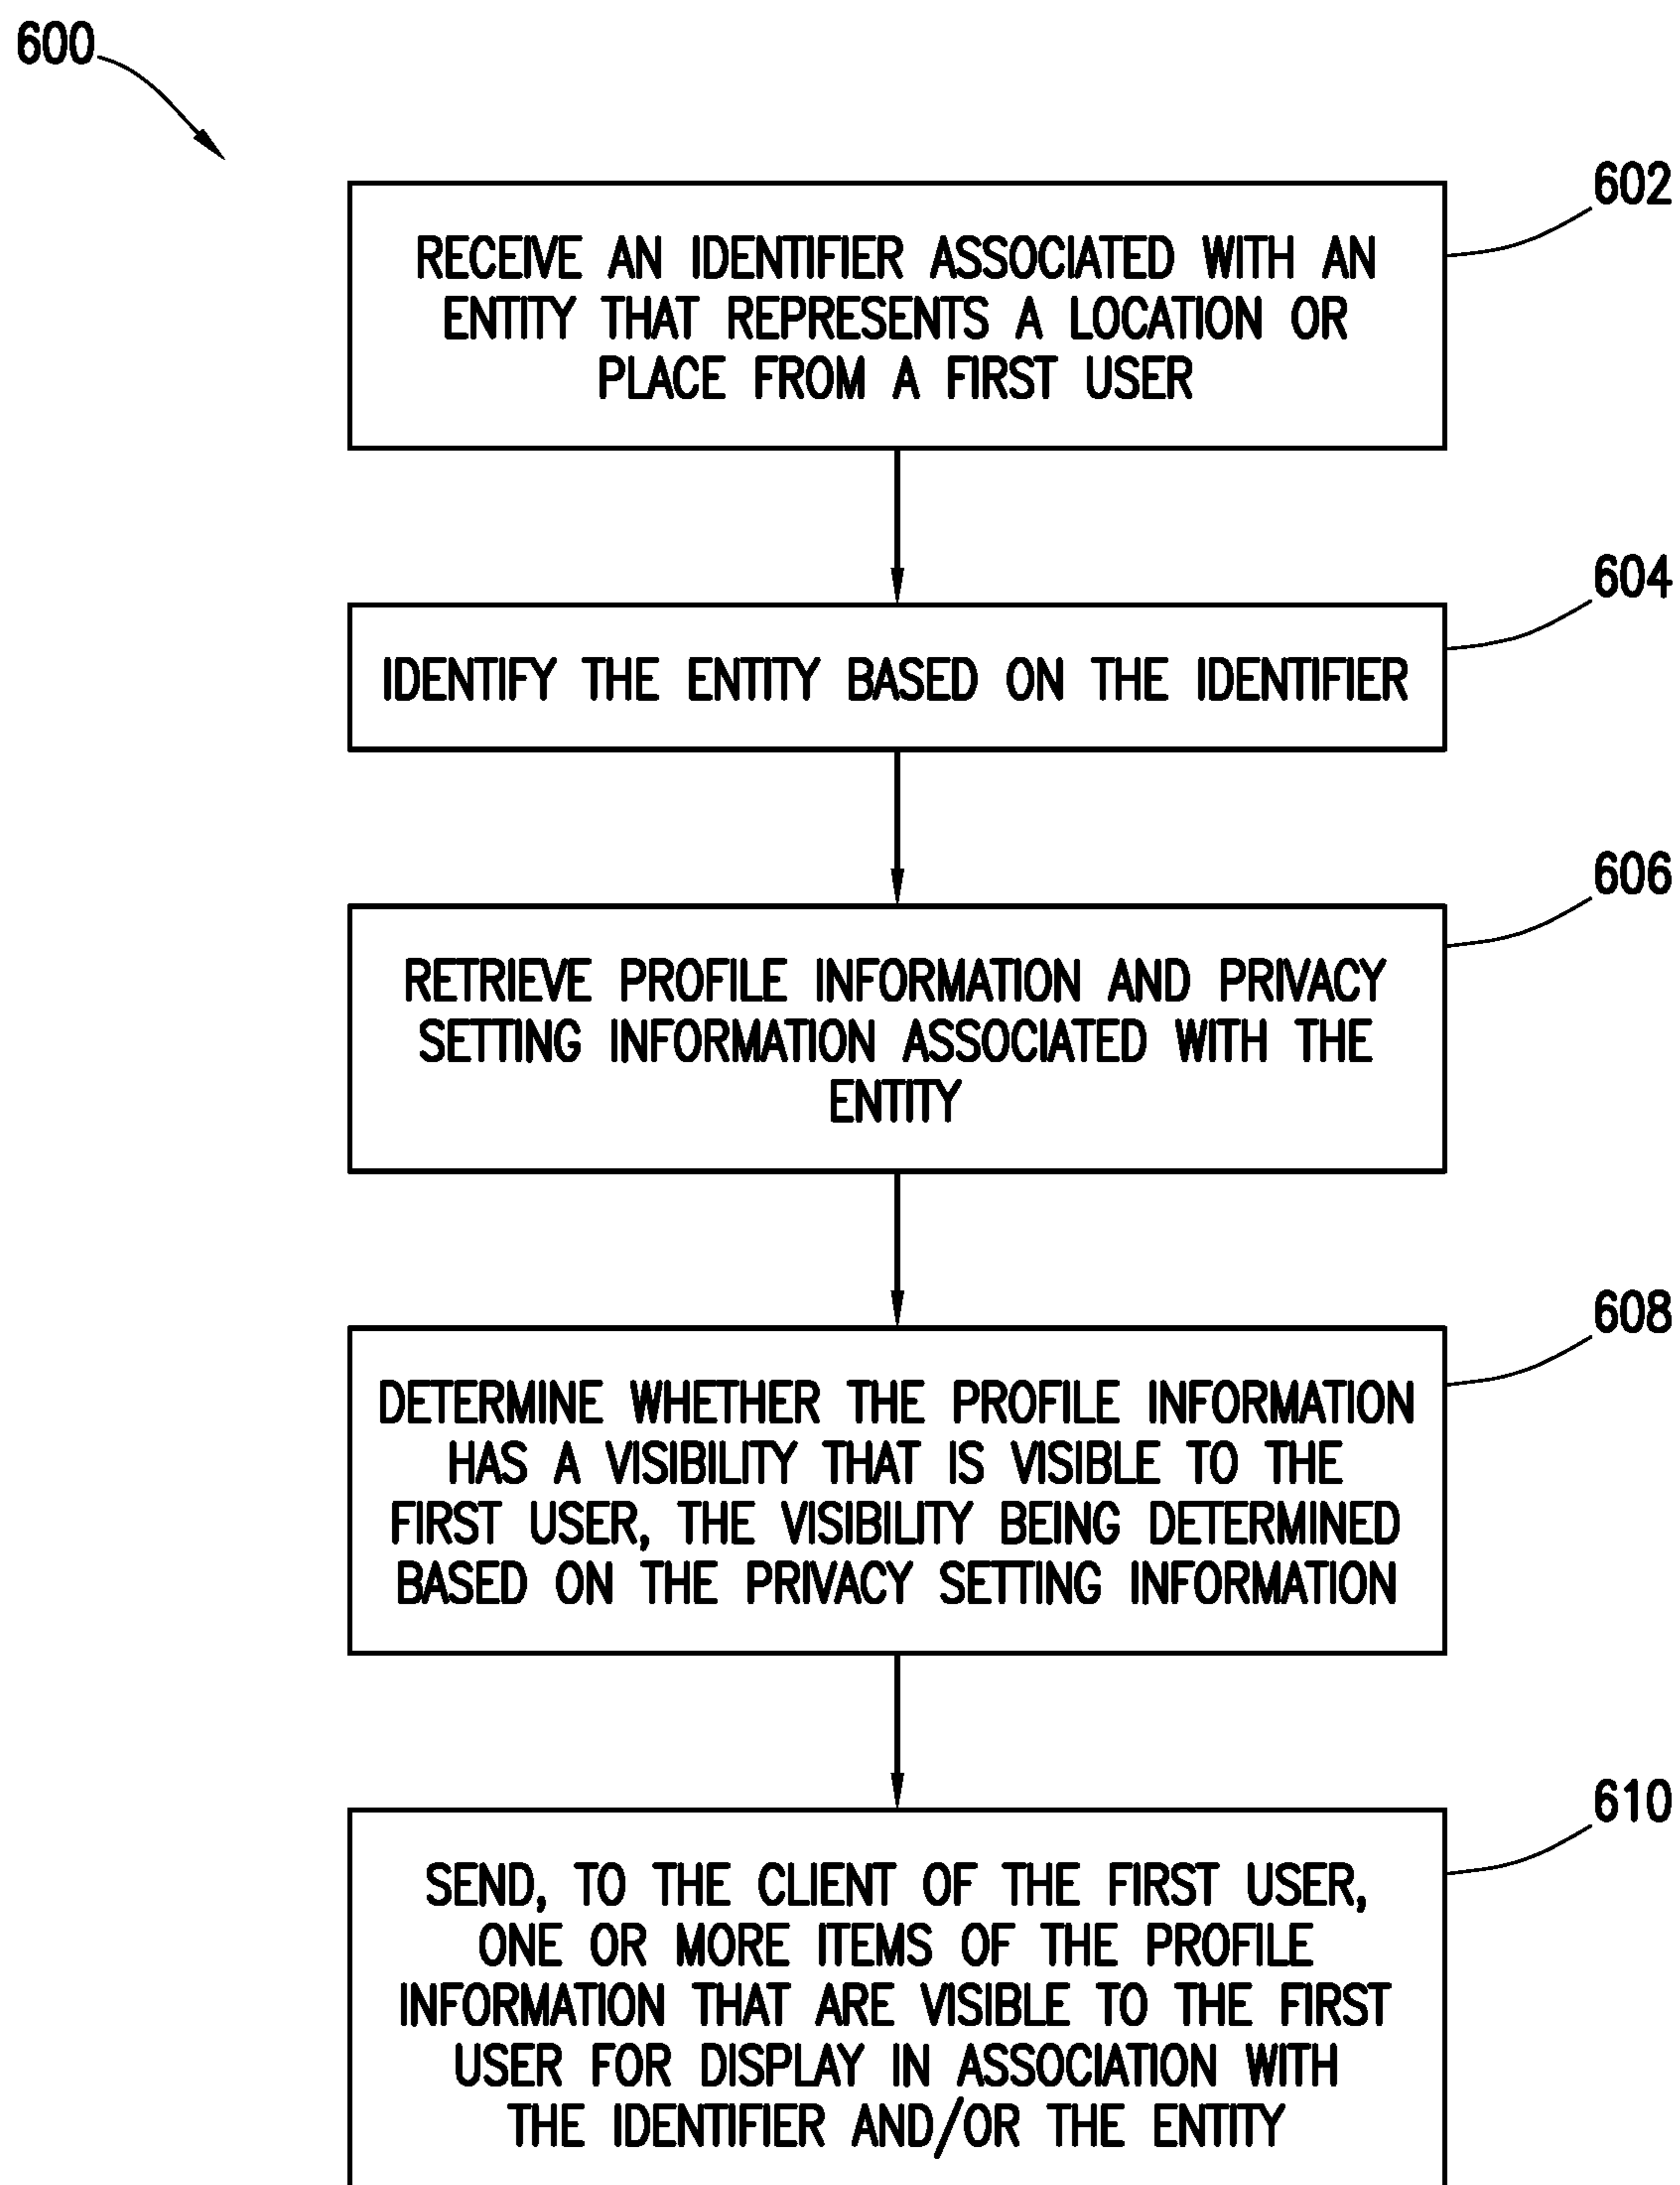 600
602
RECEIVE AN IDENTIFIER ASSOCIATED WITH AN
ENTITY THAT REPRESENTS A LOCATION OR
PLACE FROM A FIRST USER
604
IDENTIFY THE ENTITY BASED ON THE IDENTIFIER
606
RETRIEVE PROFILE INFORMATION AND PRIVACY
SETTING INFORMATION ASSOCIATED WITH THE
ENTITY
608
DETERMINE WHETHER THE PROFILE INFORMATION
HAS A VISIBILITY THAT IS VISIBLE TO THE
FIRST USER, THE VISIBILITY BEING DETERMINED
BASED ON THE PRIVACY SETTING INFORMATION
610
SEND, TO THE CLIENT OF THE FIRST USER,
ONE OR MORE ITEMS OF THE PROFILE
INFORMATION THAT ARE VISIBLE TO THE FIRST
USER FOR DISPLAY IN ASSOCIATION WITH
THE IDENTIFIER AND/OR THE ENTITY